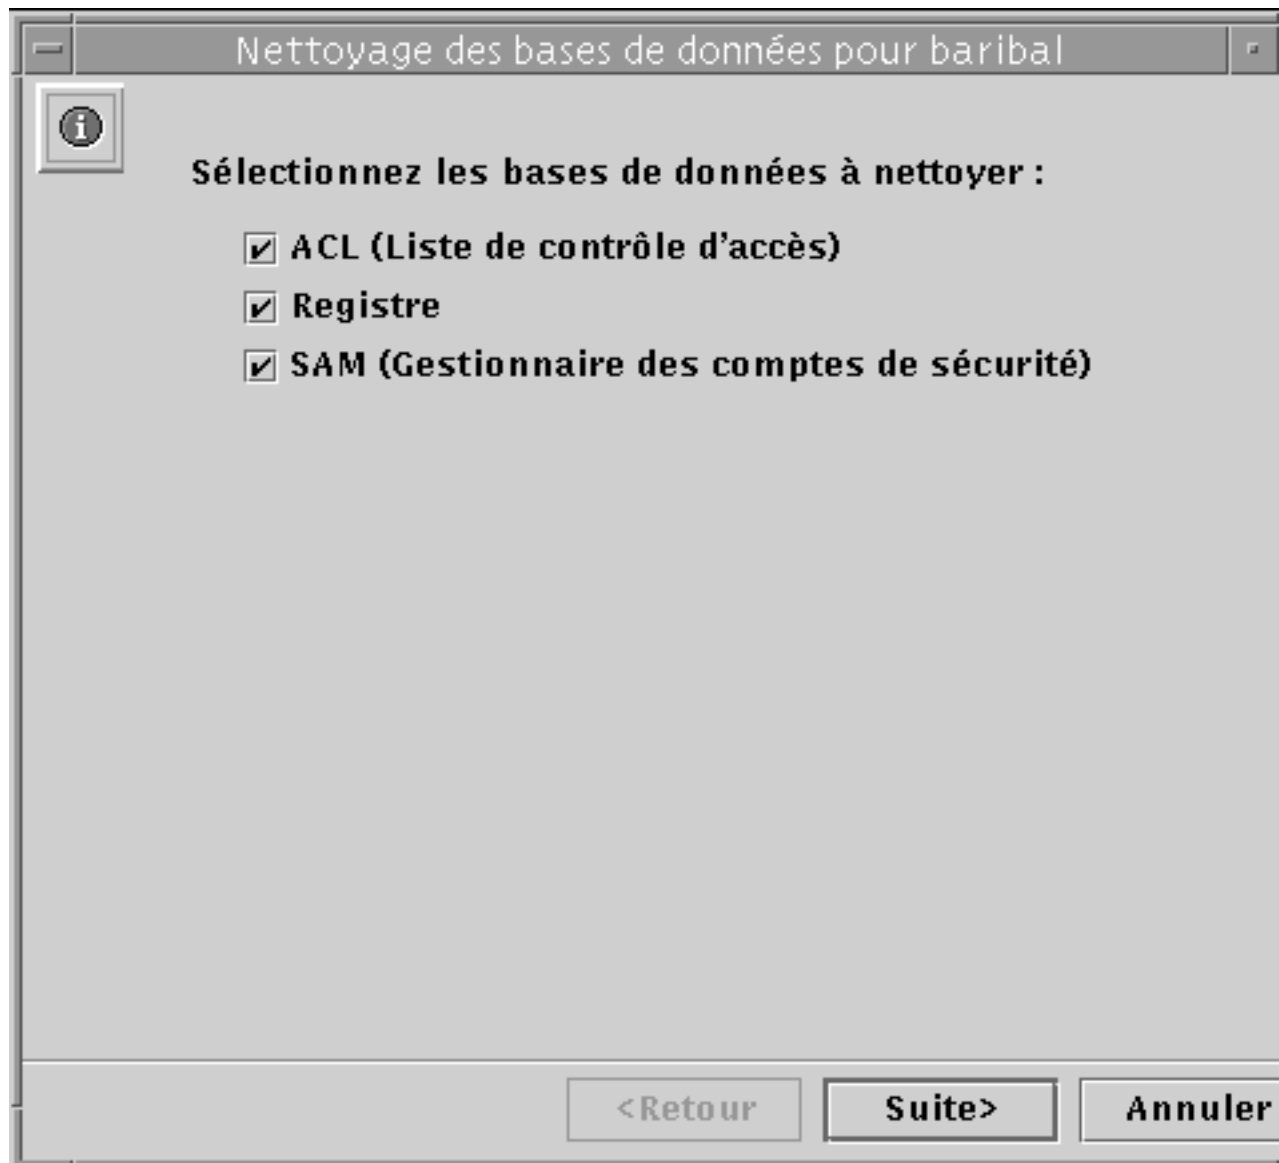 Nettoyage des bases de données pour baribal
Sélectionnez les bases de données à nettoyer :
ACL (Liste de contrôle d'accès)
Registre
SAM (Gestionnaire des comptes de sécurité)
<Retour
Suite>
Annuler